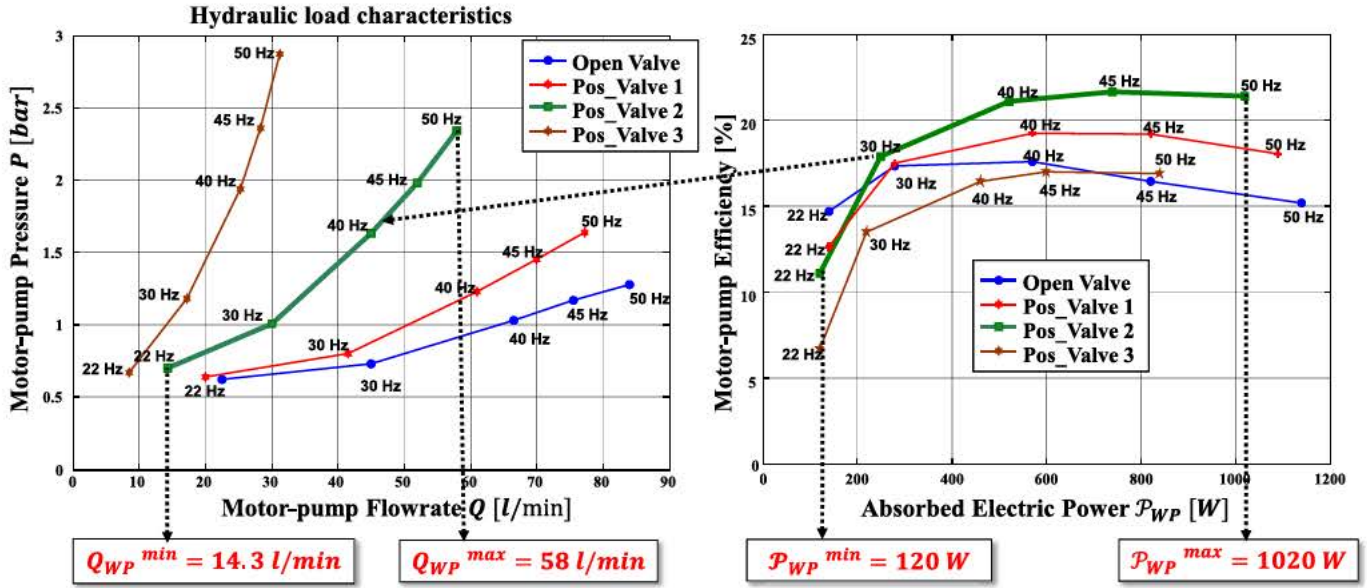 Hydraulic load characteristics
Motor-pump Pressure P [bar]
3
2.5
2
1.5
1
0.5
0
0
10
20
30
40
50
60
70
80
90
Motor-pump Flowrate Q [l/min]
Open Valve
Pos_Valve 1
Pos_Valve 2
Pos_Valve 3
50 Hz
45 Hz
40 Hz
30 Hz
22 Hz
50 Hz
45 Hz
40 Hz
30 Hz
22 Hz
50 Hz
45 Hz
40 Hz
30 Hz
22 Hz
50 Hz
45 Hz
40 Hz
30 Hz
Q_WP^min = 14.3 l/min
Q_WP^max = 58 l/min
Motor-pump Efficiency [%]
25
20
15
10
5
0
0
200
400
600
800
1000
1200
Absorbed Electric Power P_WP [W]
40 Hz
45 Hz
50 Hz
30 Hz
22 Hz
40 Hz
45 Hz
50 Hz
22 Hz
40 Hz
30 Hz
45 Hz
50 Hz
22 Hz
50 Hz
45 Hz
40 Hz
30 Hz
22 Hz
Open Valve
Pos_Valve 1
Pos_Valve 2
Pos_Valve 3
P_WP^min = 120 W
P_WP^max = 1020 W